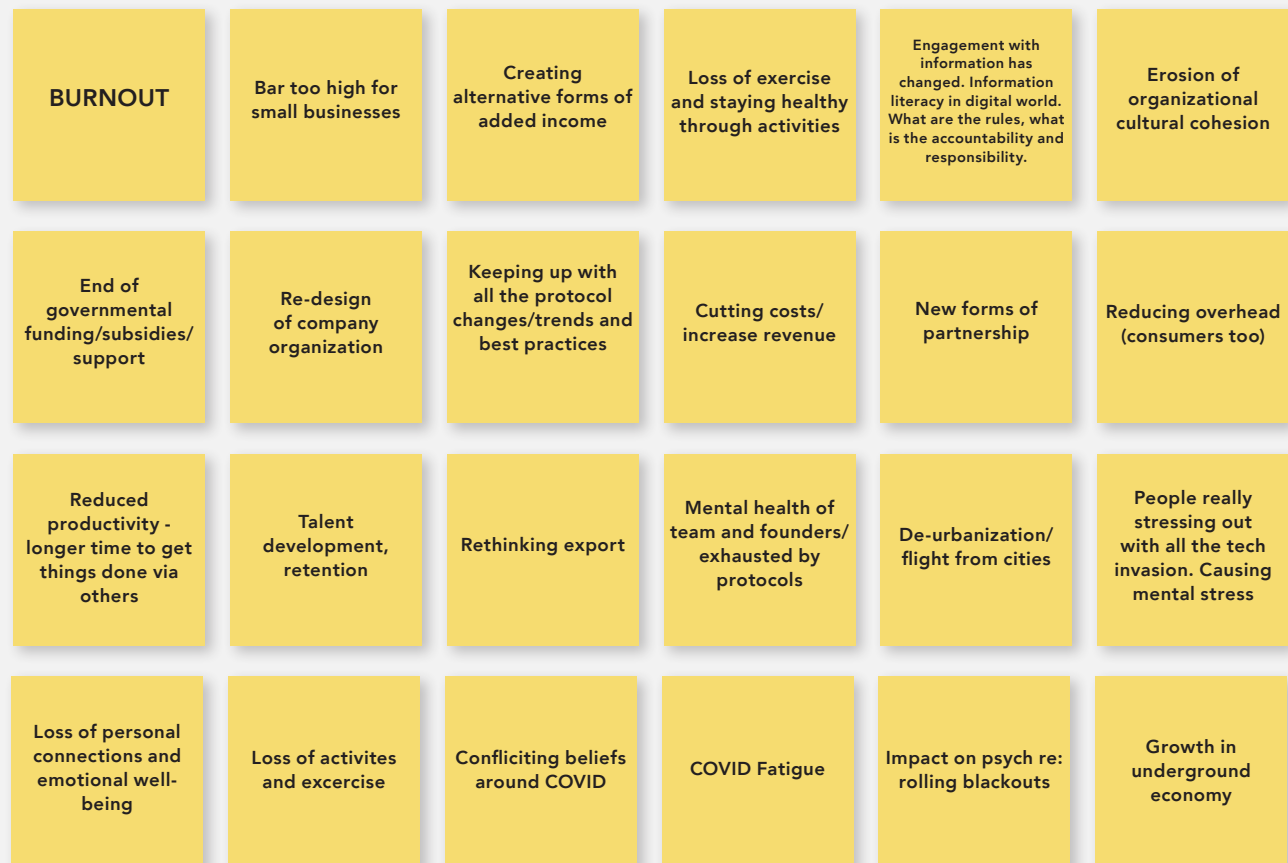 BURNOUT
Bar too high for
small businesses
Creating
alternative forms of
added income
Loss of exercise
and staying healthy
through activities
Engagement with
information has
changed. Information
literacy in digital world.
What are the rules, what
is the accountability and
responsibility.
Erosion of
organizational
cultural cohesion
End of
governmental
funding/subsidies/
support
Re-design
of company
organization
Keeping up with
all the protocol
changes/trends and
best practices
Cutting costs/
increase revenue
New forms of
partnership
Reducing overhead
(consumers too)
Reduced
productivity -
longer time to get
things done via
others
Talent
development,
retention
Rethinking export
Mental health of
team and founders/
exhausted by
protocols
De-urbanization/
flight from cities
People really
stressing out
with all the tech
invasion. Causing
mental stress
Loss of personal
connections and
emotional well-
being
Loss of activites
and excercise
Confliciting beliefs
around COVID
COVID Fatigue
Impact on psych re:
rolling blackouts
Growth in
underground
economy